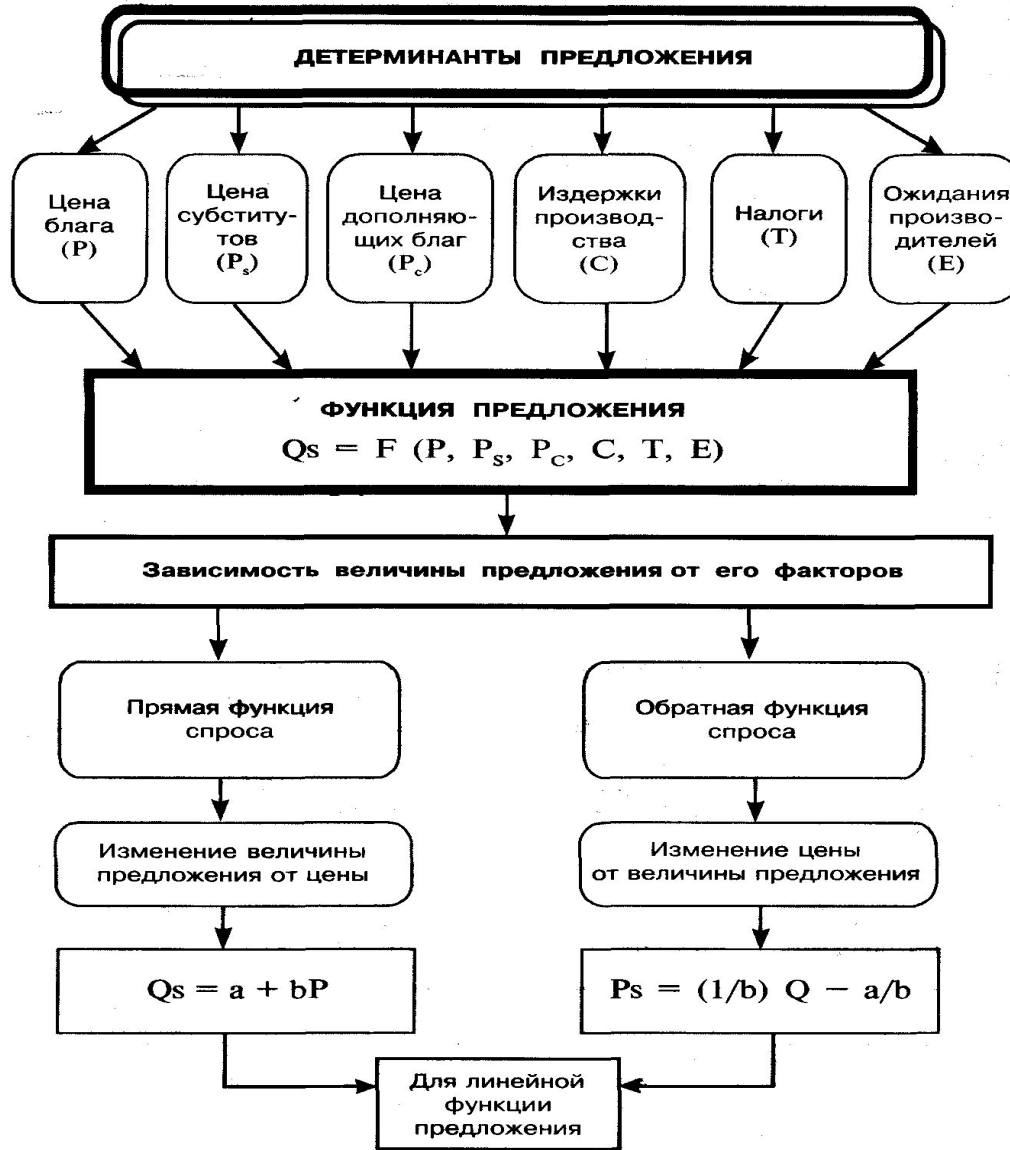 ДЕТЕРМИНАНТЫ ПРЕДЛОЖЕНИЯ
Цена
блага
(P)
Цена
субститу- 
тов
(Ps)
Цена
дополняю-
щих благ
(Pc)
Издержки
производ-
ства
(C)
Налоги
(T)
Ожидания
произво-
дителей
(E)
ФУНКЦИЯ ПРЕДЛОЖЕНИЯ
Qs = F (P, PS, PC, C, T, E)
Зависимость величины предложения от его факторов
Прямая функция
спроса
Обратная функция
спроса
Изменение величины
предложения от цены
Изменение цены
от величины предложения
Qs = a + bP
Ps = (1/b) Q − a/b
Для линейной
функции
предложения